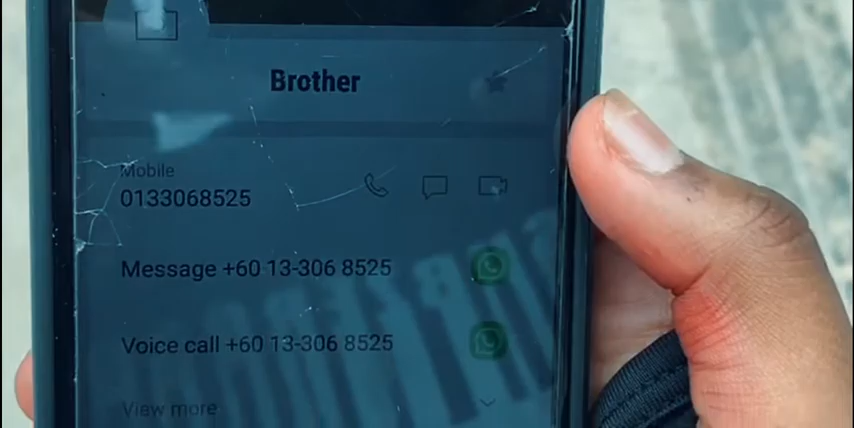 Brother
Mobile
0133068525
Message +60 13-306 8525
Voice call +60 13-306 8525
View more